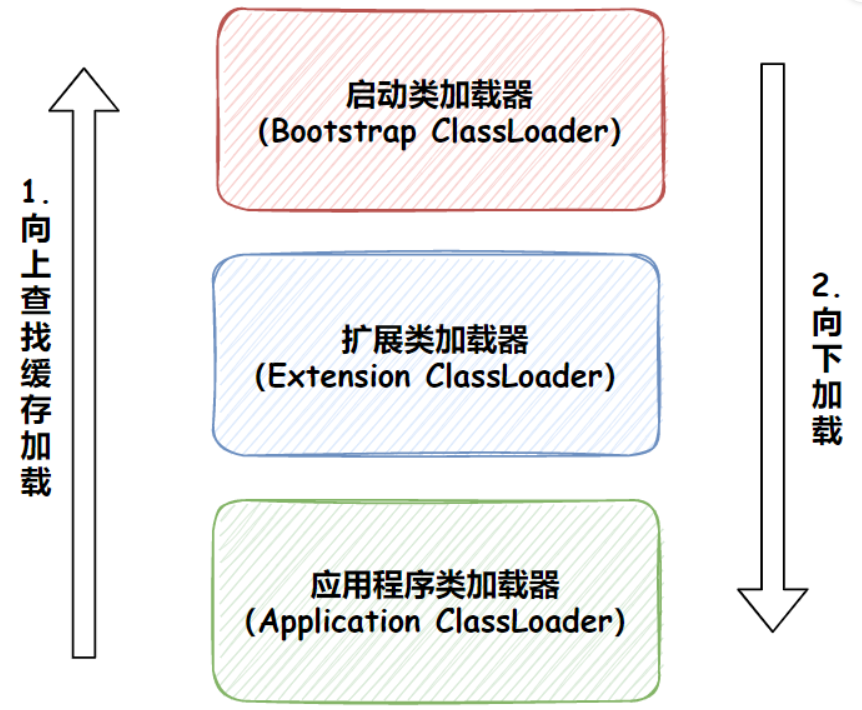 启动类加载器
(Bootstrap ClassLoader)
1.向上查找缓存加载
扩展类加载器
(Extension ClassLoader)
2.向下加载
应用程序类加载器
(Application ClassLoader)